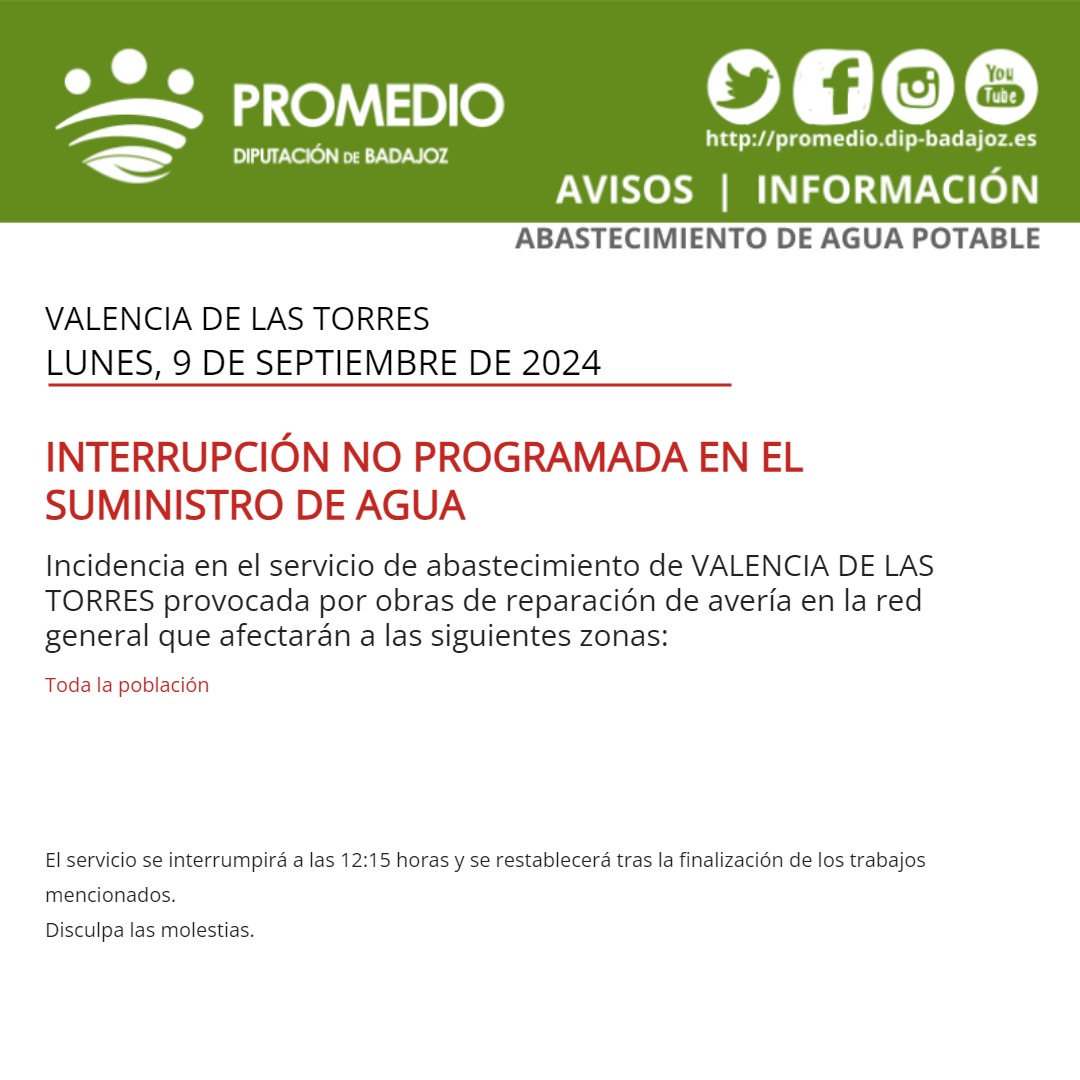 PROMEDIO
DIPUTACIÓN DE BADAJOZ
You
Tube
http://promedio.dip-badajoz.es
AVISOS | INFORMACIÓN
ABASTECIMIENTO DE AGUA POTABLE
VALENCIA DE LAS TORRES
LUNES, 9 DE SEPTIEMBRE DE 2024
INTERRUPCIÓN NO PROGRAMADA EN EL
SUMINISTRO DE AGUA
Incidencia en el servicio de abastecimiento de VALENCIA DE LAS
TORRES provocada por obras de reparación de avería en la red
general que afectarán a las siguientes zonas:
Toda la población
El servicio se interrumpirá a las 12:15 horas y se restablecerá tras la finalización de los trabajos
mencionados.
Disculpa las molestias.